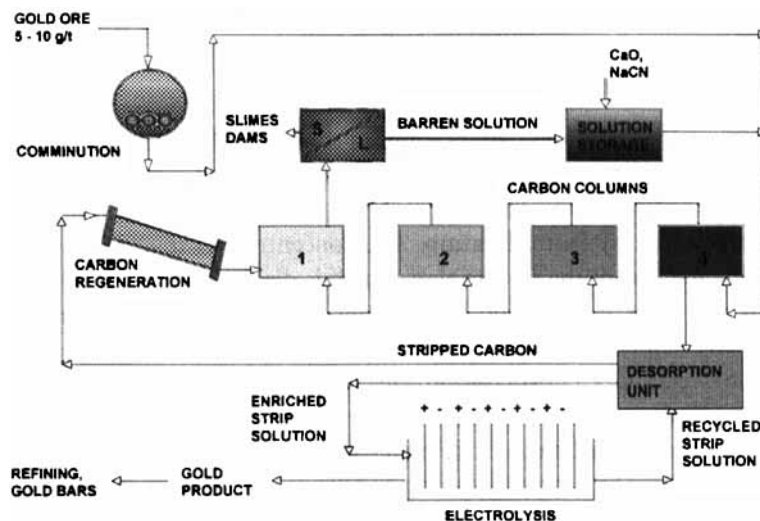 GOLD ORE
5 - 10 g/t
COMMINUTION
SLIMES
DAMS
S
L
BARREN SOLUTION
CaO,
NaCN
SOLUTION
STORAGE
CARBON COLUMNS
CARBON
REGENERATION
1
2
3
4
STRIPPED CARBON
DESORPTION
UNIT
ENRICHED
STRIP
SOLUTION
+ - + - + - + - + -
RECYCLED
STRIP
SOLUTION
REFINING,
GOLD BARS
GOLD
PRODUCT
ELECTROLYSIS